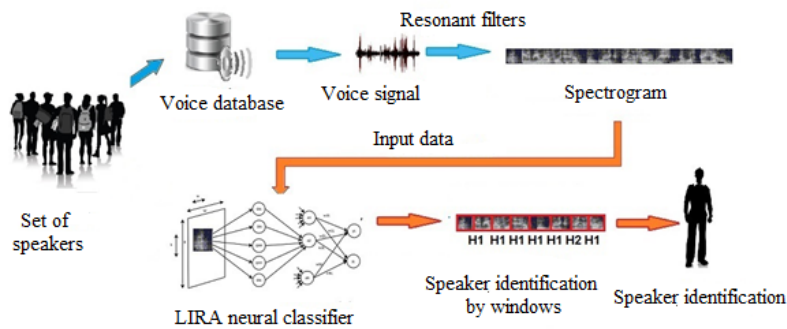 Resonant filters
Voice database
Voice signal
Spectrogram
Input data
Set of
speakers
H1 H1 H1 H1 H1 H2 H1
LIRA neural classifier
Speaker identification
by windows
Speaker identification